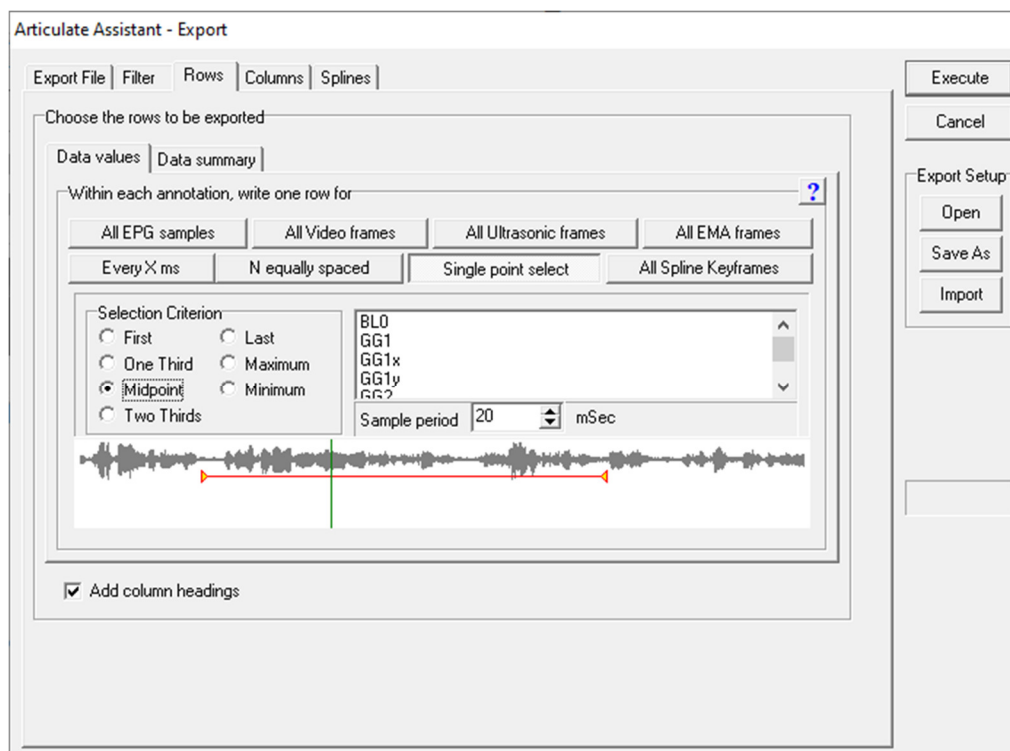 Articulate Assistant - Export
Export File Filter Rows Columns Splines
Execute
Cancel
Choose the rows to be exported
Data values Data summary
Within each annotation, write one row for
?
All EPG samples All Video frames All Ultrasonic frames All EMA frames
Every X ms N equally spaced Single point select All Spline Keyframes
Selection Criterion
First Last
One Third Maximum
Midpoint Minimum
Two Thirds
BL0
GG1
GG1x
GG1y
GG2
Sample period 20 mSec
Add column headings
Export Setup
Open
Save As
Import